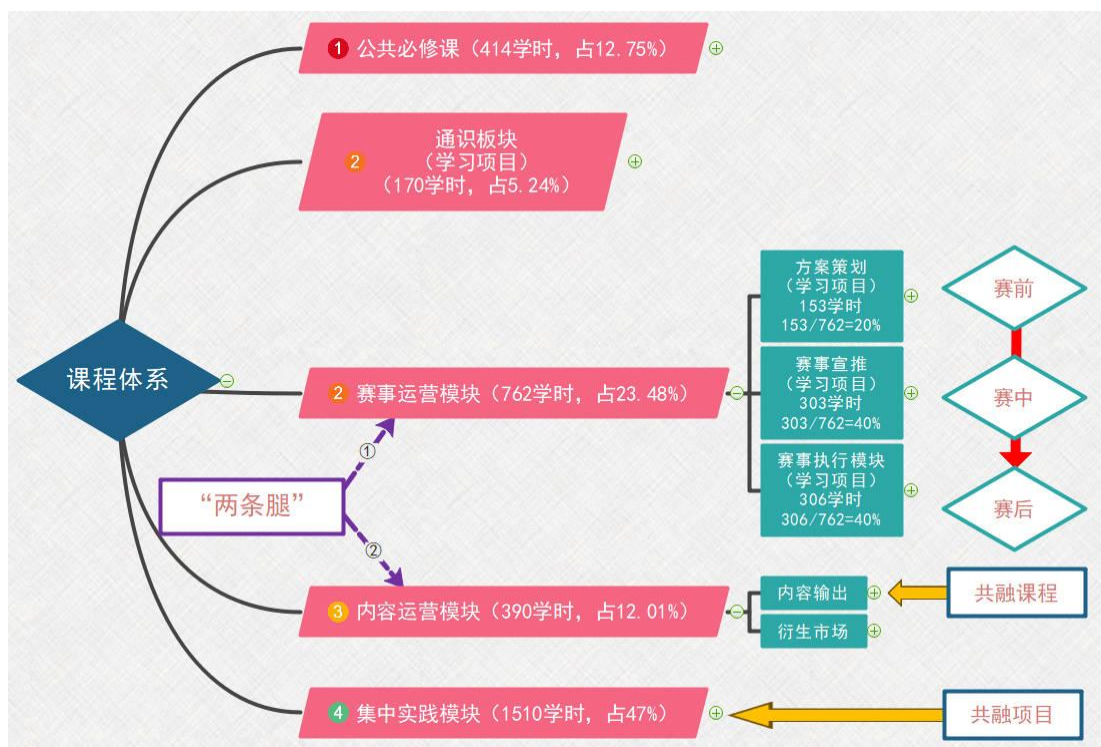 1 公共必修课（414学时，占12.75%）
通识板块
2 （学习项目）
（170学时，占5.24%）
方案策划
（学习项目）
153学时
153/762=20%
赛前
课程体系
2 赛事运营模块（762学时，占23.48%）
赛事宣推
（学习项目）
303学时
303/762=40%
赛中
①
“两条腿”
②
赛事执行模块
（学习项目）
306学时
306/762=40%
赛后
3 内容运营模块（390学时，占12.01%）
内容输出
共融课程
衍生市场
4 集中实践模块（1510学时，占47%）
共融项目